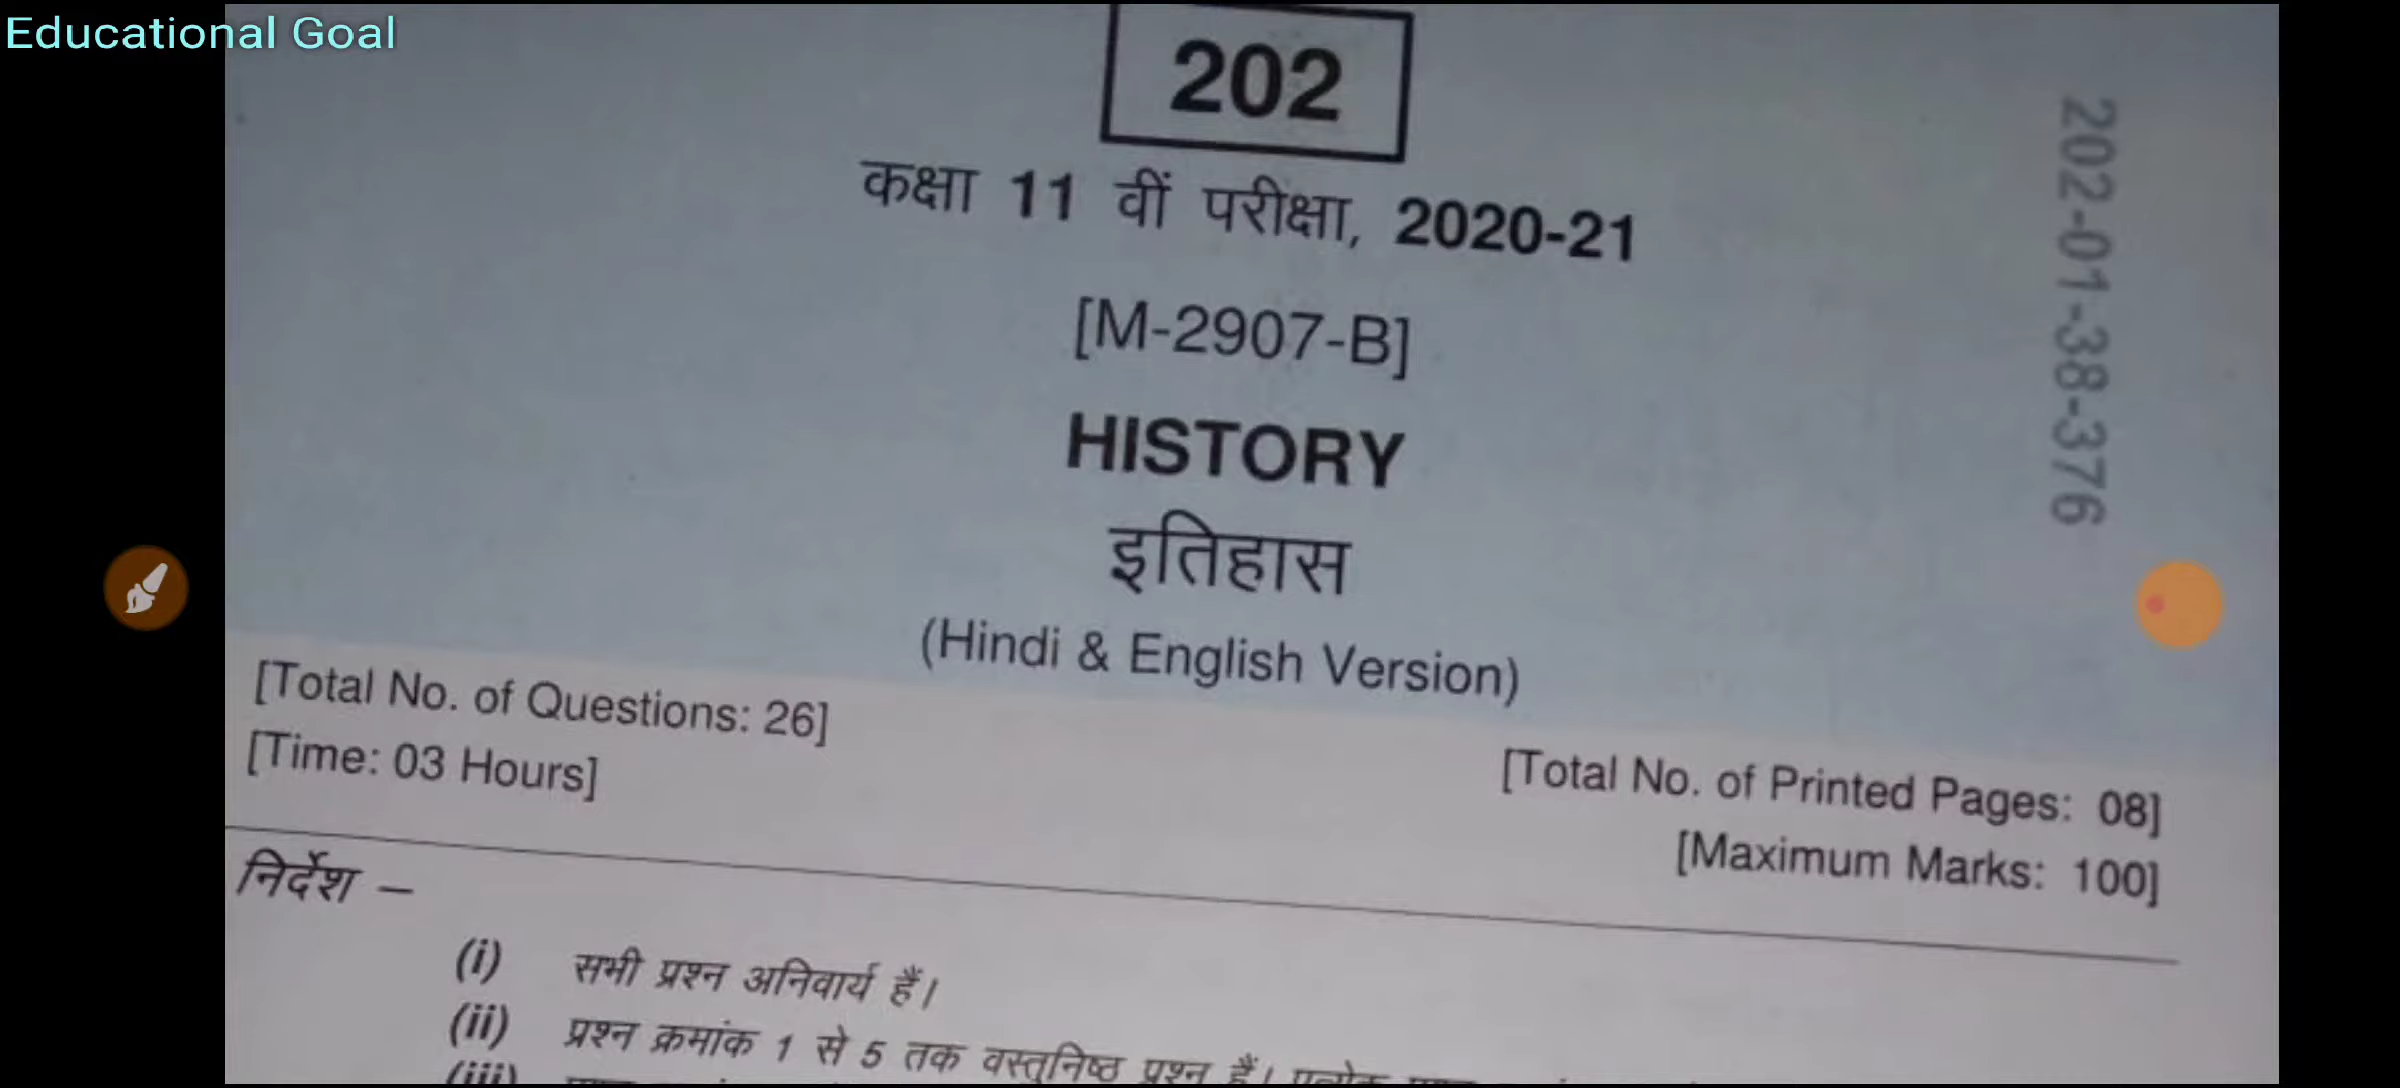 Educational Goal
202
202-01-38-376
कक्षा 11 वीं परीक्षा, 2020-21
[M-2907-B]
HISTORY
इतिहास
(Hindi & English Version)
[Total No. of Questions: 26]
[Time: 03 Hours]
[Total No. of Printed Pages: 08]
[Maximum Marks: 100]
निर्देश –
(i) सभी प्रश्न अनिवार्य हैं।
(ii) प्रश्न क्रमांक 1 से 5 तक वस्तुनिष्ठ प्रश्न हैं। प्रत्येक
(iii)